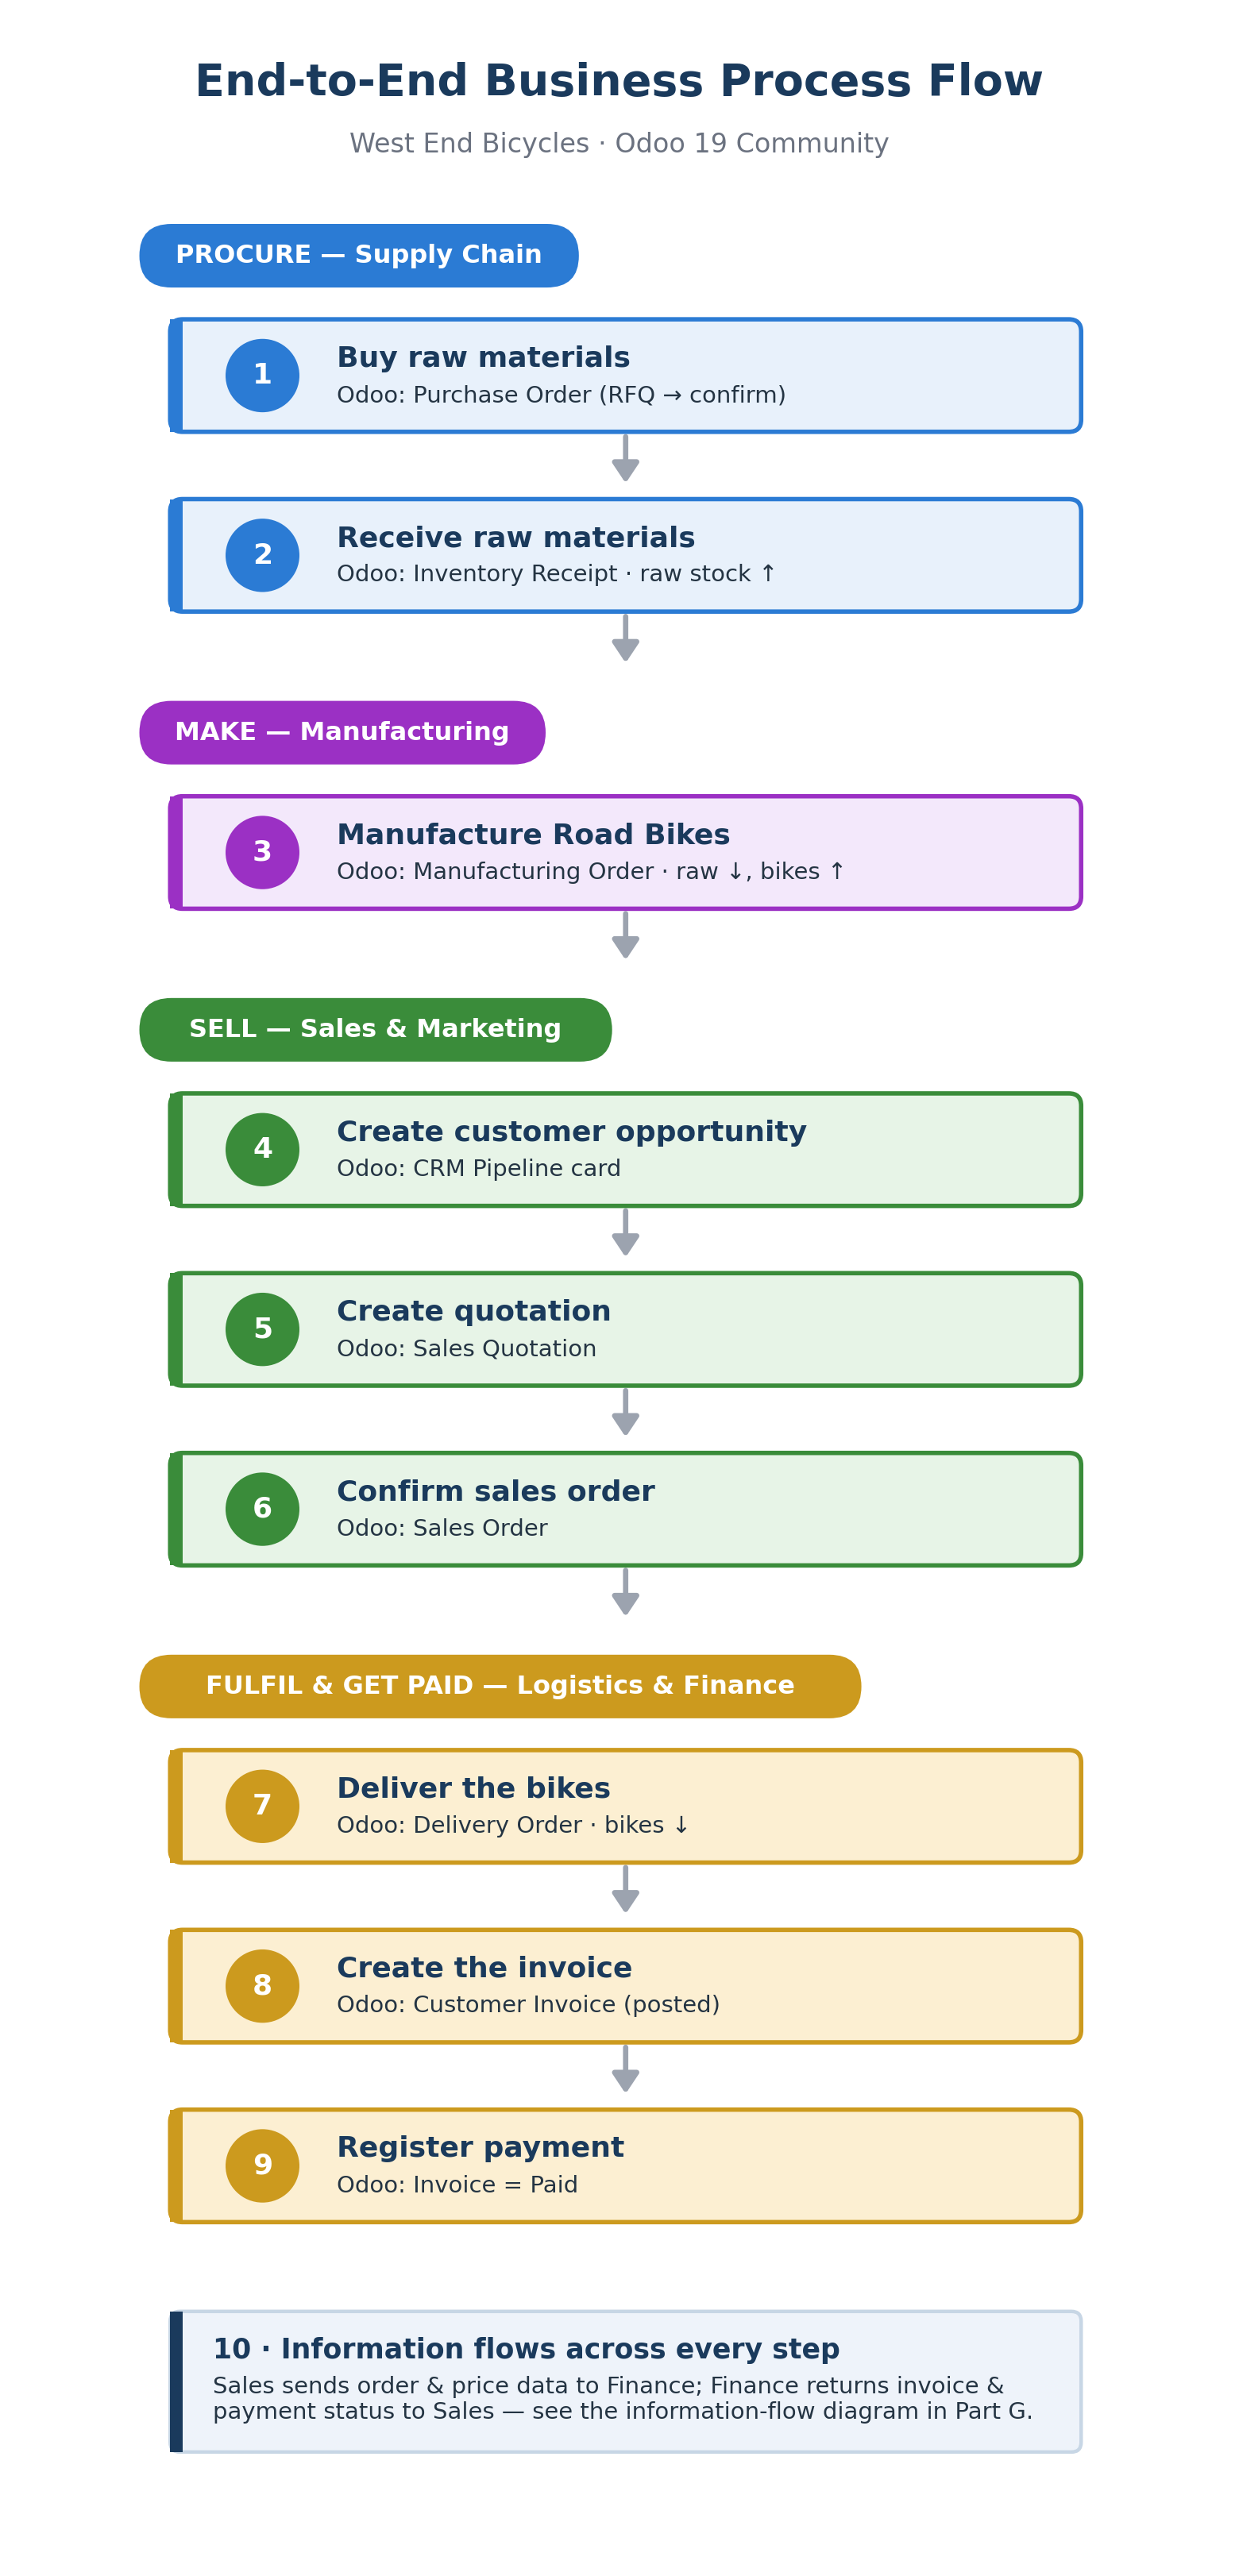 End-to-End Business Process Flow
West End Bicycles · Odoo 19 Community
PROCURE — Supply Chain
1
Buy raw materials
Odoo: Purchase Order (RFQ → confirm)
2
Receive raw materials
Odoo: Inventory Receipt · raw stock ↑
MAKE — Manufacturing
3
Manufacture Road Bikes
Odoo: Manufacturing Order · raw ↓, bikes ↑
SELL — Sales & Marketing
4
Create customer opportunity
Odoo: CRM Pipeline card
5
Create quotation
Odoo: Sales Quotation
6
Confirm sales order
Odoo: Sales Order
FULFIL & GET PAID — Logistics & Finance
7
Deliver the bikes
Odoo: Delivery Order · bikes ↓
8
Create the invoice
Odoo: Customer Invoice (posted)
9
Register payment
Odoo: Invoice = Paid
10 · Information flows across every step
Sales sends order & price data to Finance; Finance returns invoice &
payment status to Sales — see the information-flow diagram in Part G.